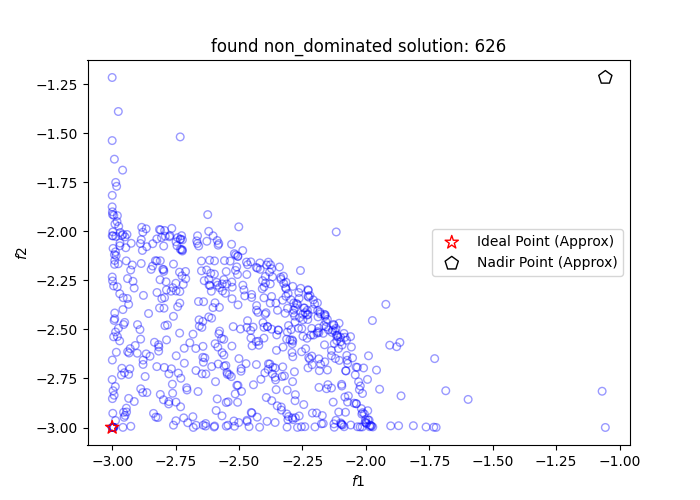 found non_dominated solution: 626
f2
−1.25
−1.50
−1.75
−2.00
−2.25
−2.50
−2.75
−3.00
Ideal Point (Approx)
Nadir Point (Approx)
−3.00 −2.75 −2.50 −2.25 −2.00 −1.75 −1.50 −1.25 −1.00
f1